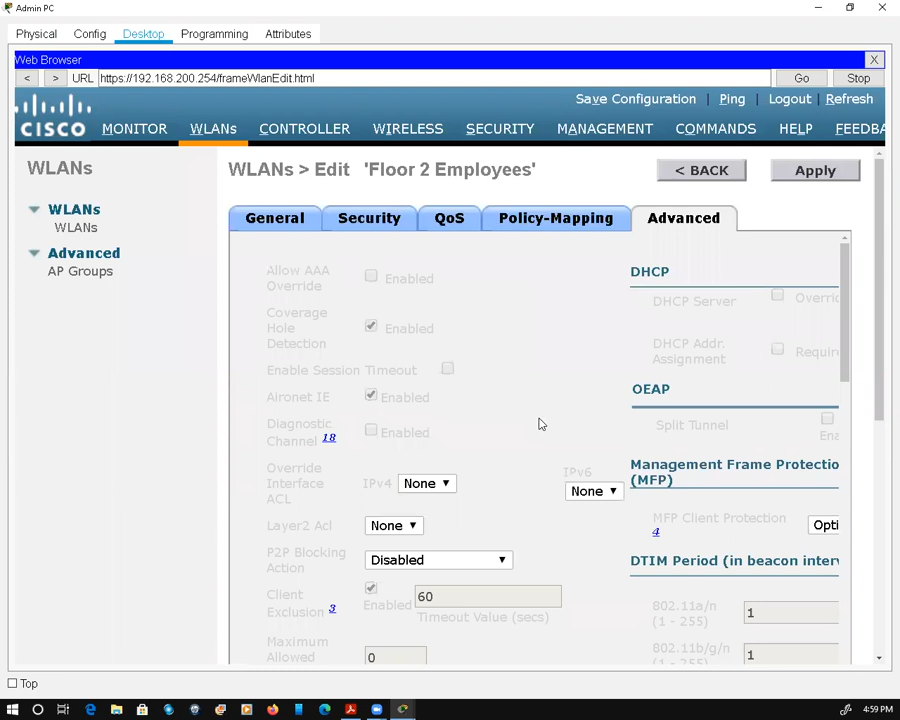 Admin PC
Physical Config Desktop Programming Attributes
Web Browser X
< > URL https://192.168.200.254/frameWlanEdit.html Go Stop
Save Configuration | Ping | Logout | Refresh
CISCO MONITOR WLANs CONTROLLER WIRELESS SECURITY MANAGEMENT COMMANDS HELP FEEDBA
WLANs
WLANs > Edit 'Floor 2 Employees' < BACK Apply
WLANs
WLANs
Advanced
AP Groups
General Security QoS Policy-Mapping Advanced
Allow AAA
Override
Enabled
Coverage
Hole
Detection
Enabled
Enable Session Timeout
Aironet IE Enabled
Diagnostic
Channel 18
Enabled
Override
Interface
ACL
IPv4 None
IPv6
None
Layer2 Acl None
P2P Blocking
Action
Disabled
Client
Exclusion 3
Enabled
60
Timeout Value (secs)
Maximum
Allowed
0
DHCP
DHCP Server Overric
DHCP Addr.
Assignment
Require
OEAP
Split Tunnel
Ena
Management Frame Protectio
(MFP)
MFP Client Protection
4
Opti
DTIM Period (in beacon interv
802.11a/n
(1 - 255)
1
802.11b/g/n
(1 - 255)
1
Top
4:59 PM